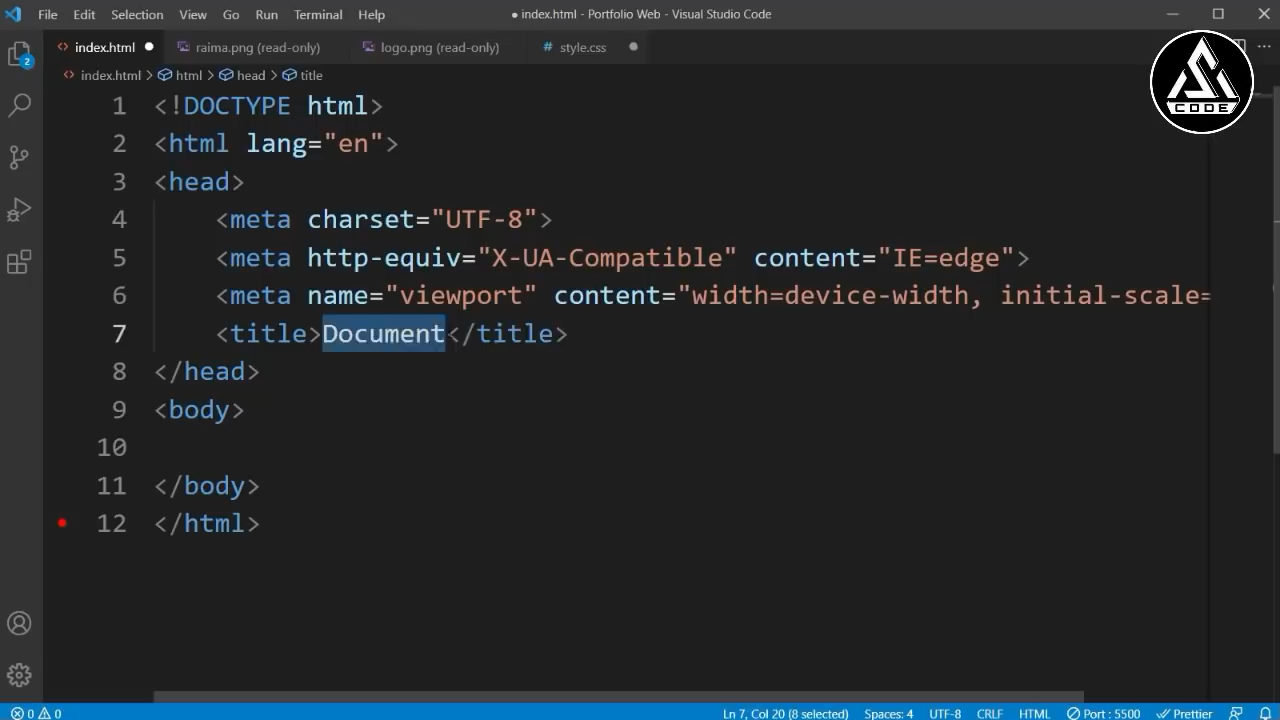 File Edit Selection View Go Run Terminal Help ● index.html - Portfolio Web - Visual Studio Code
index.html raima.png (read-only) logo.png (read-only) # style.css
index.html > html > head > title
CODE
2
1 <!DOCTYPE html>
2 <html lang="en">
3 <head>
4 <meta charset="UTF-8">
5 <meta http-equiv="X-UA-Compatible" content="IE=edge">
6 <meta name="viewport" content="width=device-width, initial-scale=
7 <title>Document</title>
8 </head>
9 <body>
10
11 </body>
12 </html>
0 0 Ln 7, Col 20 (8 selected) Spaces: 4 UTF-8 CRLF HTML Port : 5500 Prettier